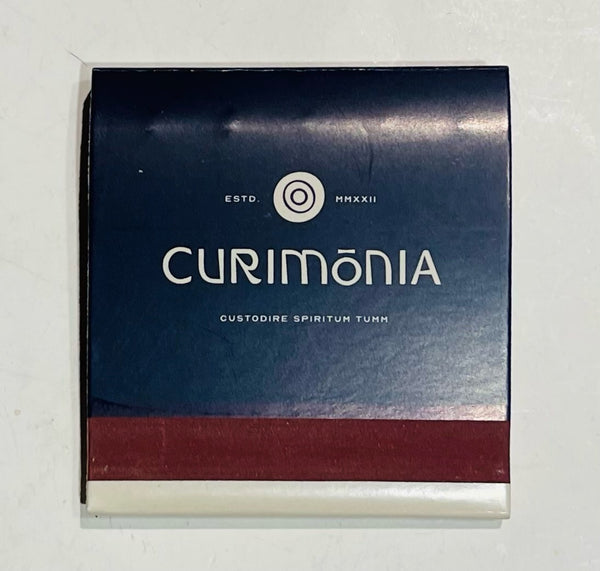 ESTD. MMXXII
CURIMŌNIA
CUSTODIRE SPIRITUM TUMM